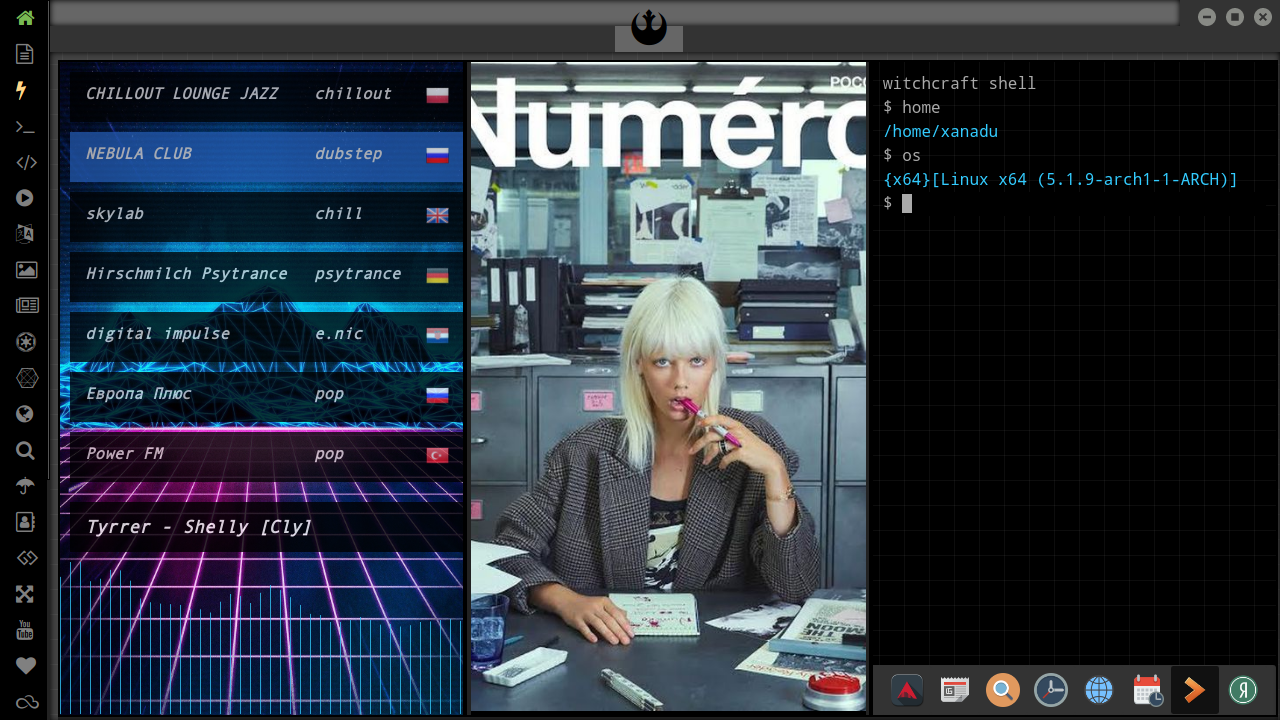 CHILLOUT LOUNGE JAZZ chillout
NEBULA CLUB dubstep
skylab chill
Hirschmilch Psytrance psytrance
digital impulse e.nic
Европа Плюс pop
Power FM pop
Tyrrer - Shelly [Cly]
Numéro
witchcraft shell
$ home
/home/xanadu
$ os
{x64}[Linux x64 (5.1.9-arch1-1-ARCH)]
$
You
Tube
Я